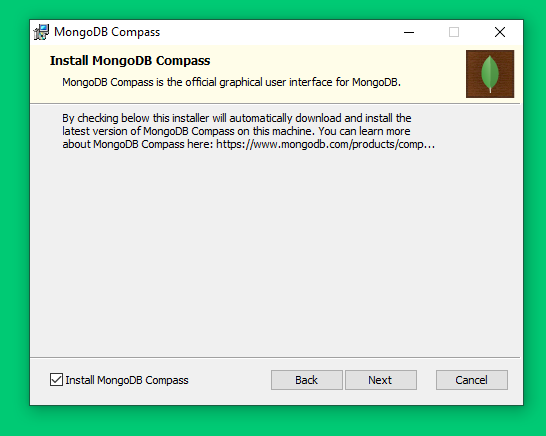 MongoDB Compass
Install MongoDB Compass
MongoDB Compass is the official graphical user interface for MongoDB.
By checking below this installer will automatically download and install the
latest version of MongoDB Compass on this machine. You can learn more
about MongoDB Compass here: https://www.mongodb.com/products/comp...
Install MongoDB Compass
Back
Next
Cancel